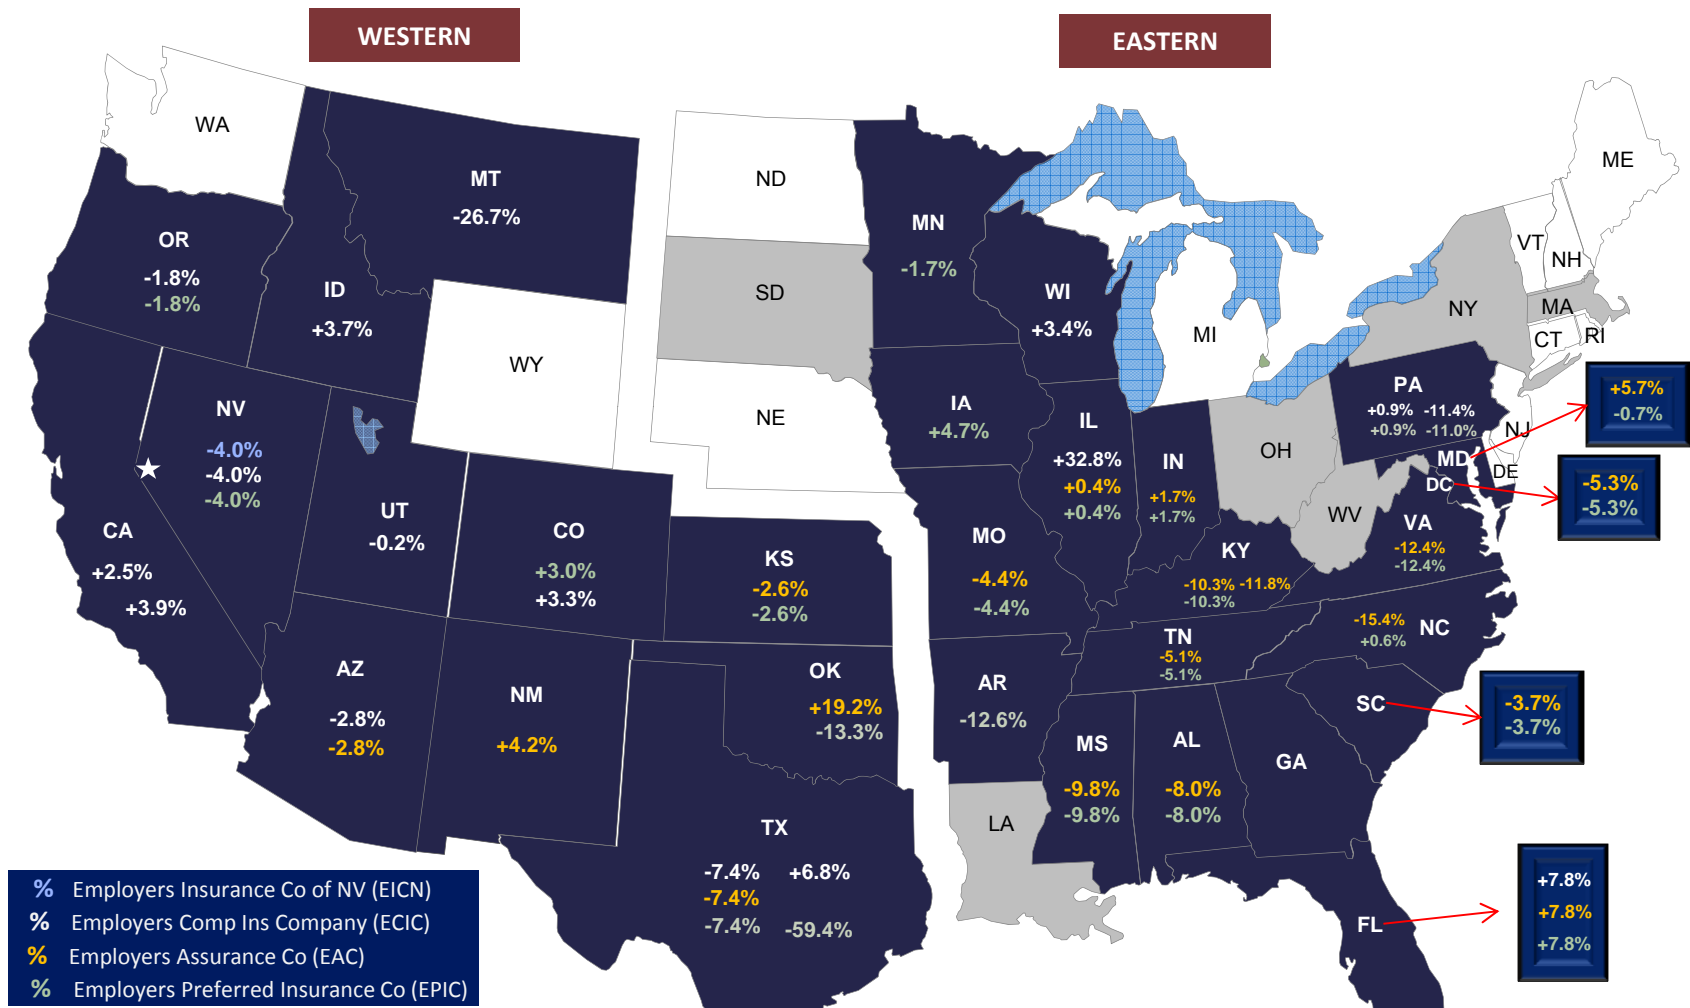 WESTERN
EASTERN
WA
MT
-26.7%
OR
-1.8%
-1.8%
ID
+3.7%
WY
NV
-4.0%
-4.0%
-4.0%
CA
+2.5%
+3.9%
UT
-0.2%
CO
+3.0%
+3.3%
AZ
-2.8%
-2.8%
NM
+4.2%
ND
SD
NE
KS
-2.6%
-2.6%
OK
+19.2%
-13.3%
TX
-7.4% +6.8%
-7.4%
-7.4% -59.4%
MN
-1.7%
WI
+3.4%
MI
IA
+4.7%
IL
+32.8%
+0.4%
+0.4%
IN
+1.7%
+1.7%
OH
MO
-4.4%
-4.4%
KY
-10.3% -11.8%
-10.3%
WV
TN
-5.1%
-5.1%
AR
-12.6%
LA
MS
-9.8%
-9.8%
AL
-8.0%
-8.0%
GA
ME
VT
NH
NY
MA
CT
RI
PA
+0.9% -11.4%
+0.9% -11.0%
NJ
DE
MD
+5.7%
-0.7%
DC
-5.3%
-5.3%
VA
-12.4%
-12.4%
-15.4% NC
+0.6%
SC
-3.7%
-3.7%
FL
+7.8%
+7.8%
+7.8%
% Employers Insurance Co of NV (EICN)
% Employers Comp Ins Company (ECIC)
% Employers Assurance Co (EAC)
% Employers Preferred Insurance Co (EPIC)